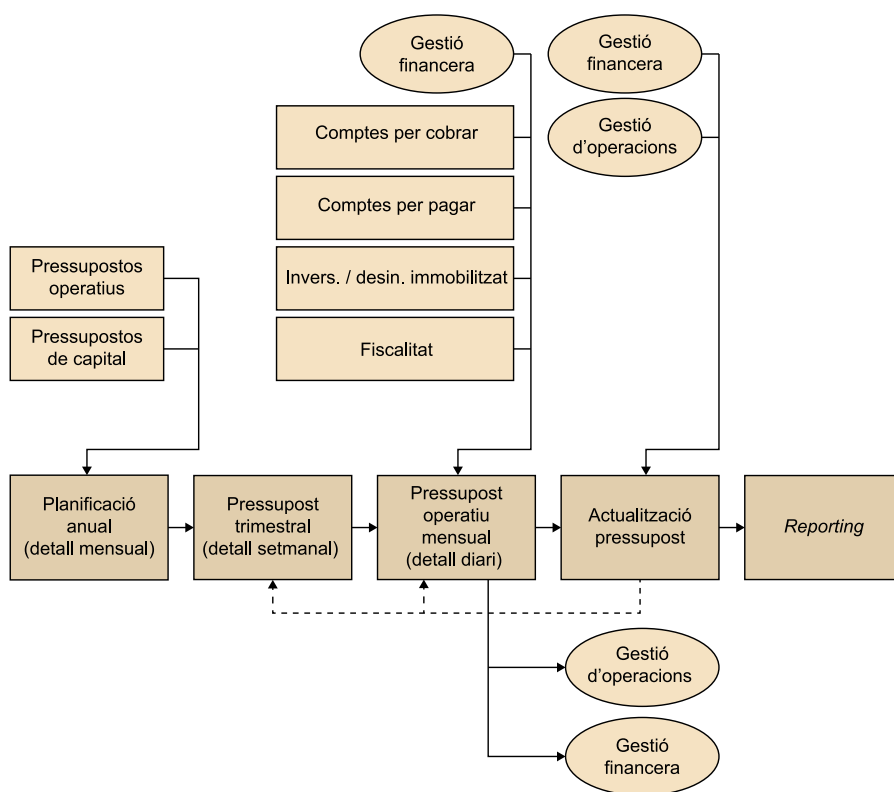 Gestió
financera
Gestió
financera
Comptes per cobrar
Gestió
d'operacions
Comptes per pagar
Pressupostos
operatius
Invers. / desin. immobilitzat
Pressupostos
de capital
Fiscalitat
Planificació
anual
(detall mensual)
Pressupost
trimestral
(detall setmanal)
Pressupost
operatiu
mensual
(detall diari)
Actualització
pressupost
Reporting
Gestió
d'operacions
Gestió
financera